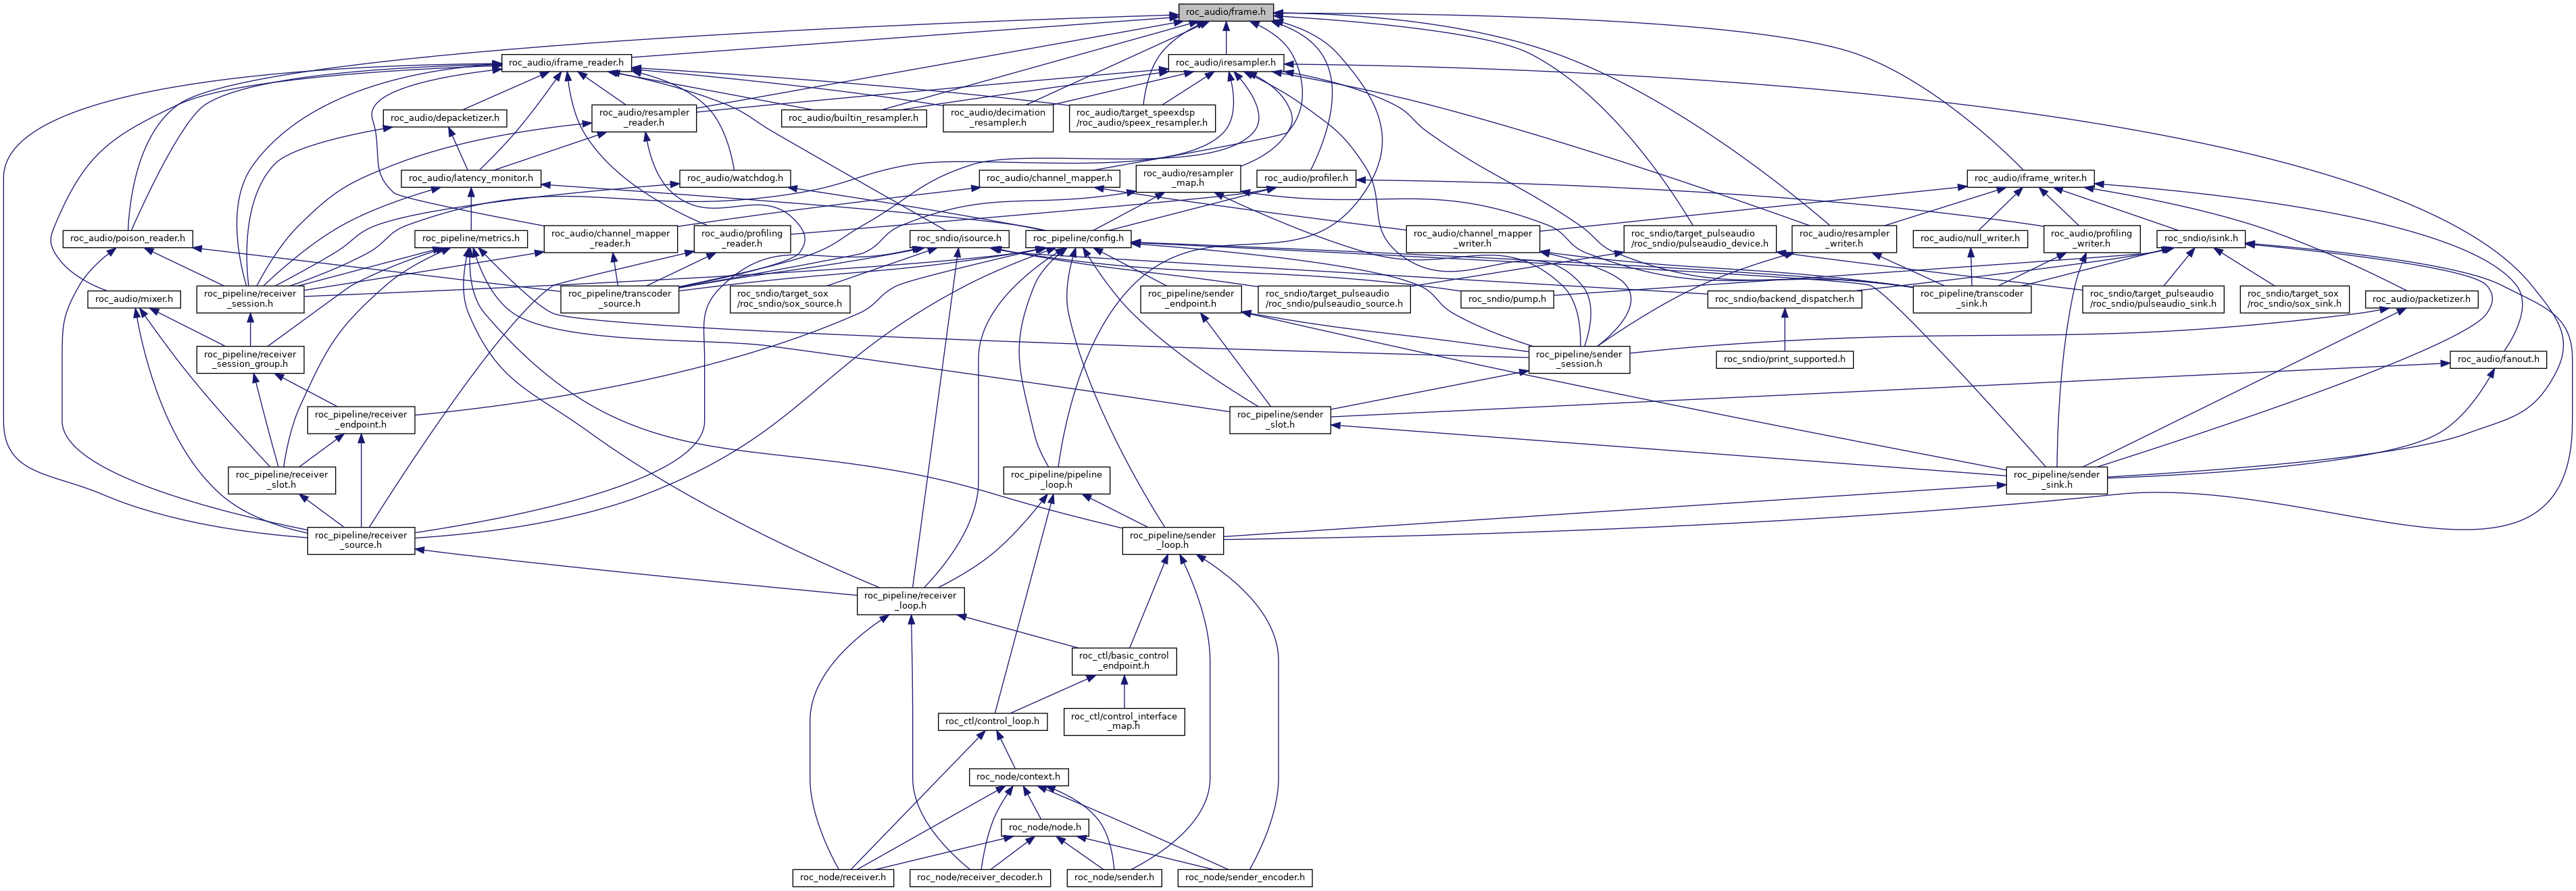 roc_audio/frame.h
roc_audio/iframe_reader.h
roc_audio/iresampler.h
roc_audio/depacketizer.h
roc_audio/resampler
_reader.h
roc_audio/builtin_resampler.h
roc_audio/decimation
_resampler.h
roc_audio/target_speexdsp
/roc_audio/speex_resampler.h
roc_audio/latency_monitor.h
roc_audio/watchdog.h
roc_audio/channel_mapper.h
roc_audio/resampler
_map.h
roc_audio/profiler.h
roc_audio/iframe_writer.h
roc_audio/poison_reader.h
roc_pipeline/metrics.h
roc_audio/channel_mapper
_reader.h
roc_audio/profiling
_reader.h
roc_sndio/isource.h
roc_pipeline/config.h
roc_audio/channel_mapper
_writer.h
roc_sndio/target_pulseaudio
/roc_sndio/pulseaudio_device.h
roc_audio/resampler
_writer.h
roc_audio/null_writer.h
roc_audio/profiling
_writer.h
roc_sndio/isink.h
roc_audio/mixer.h
roc_pipeline/receiver
_session.h
roc_pipeline/transcoder
_source.h
roc_sndio/target_sox
/roc_sndio/sox_source.h
roc_pipeline/sender
_endpoint.h
roc_sndio/target_pulseaudio
/roc_sndio/pulseaudio_source.h
roc_sndio/pump.h
roc_sndio/backend_dispatcher.h
roc_pipeline/transcoder
_sink.h
roc_sndio/target_pulseaudio
/roc_sndio/pulseaudio_sink.h
roc_sndio/target_sox
/roc_sndio/sox_sink.h
roc_audio/packetizer.h
roc_pipeline/receiver
_session_group.h
roc_pipeline/sender
_session.h
roc_sndio/print_supported.h
roc_audio/fanout.h
roc_pipeline/receiver
_endpoint.h
roc_pipeline/sender
_slot.h
roc_pipeline/receiver
_slot.h
roc_pipeline/pipeline
_loop.h
roc_pipeline/sender
_sink.h
roc_pipeline/receiver
_source.h
roc_pipeline/sender
_loop.h
roc_pipeline/receiver
_loop.h
roc_ctl/basic_control
_endpoint.h
roc_ctl/control_loop.h
roc_ctl/control_interface
_map.h
roc_node/context.h
roc_node/node.h
roc_node/receiver.h
roc_node/receiver_decoder.h
roc_node/sender.h
roc_node/sender_encoder.h